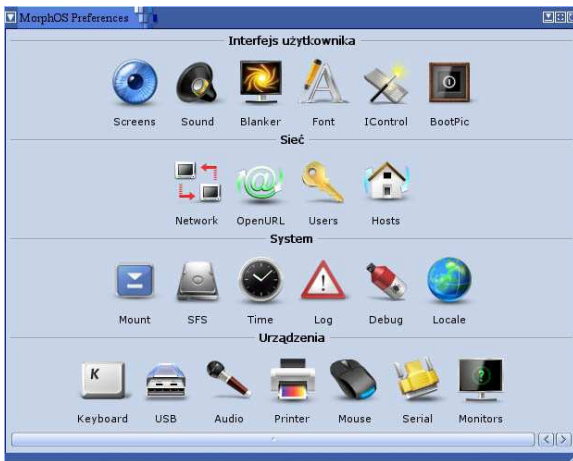 MorphOS Preferences
Interfejs użytkownika
Screens Sound Blanker Font IControl BootPic
Sieć
Network OpenURL Users Hosts
System
Mount SFS Time Log Debug Locale
Urządzenia
K
Keyboard USB Audio Printer Mouse Serial Monitors